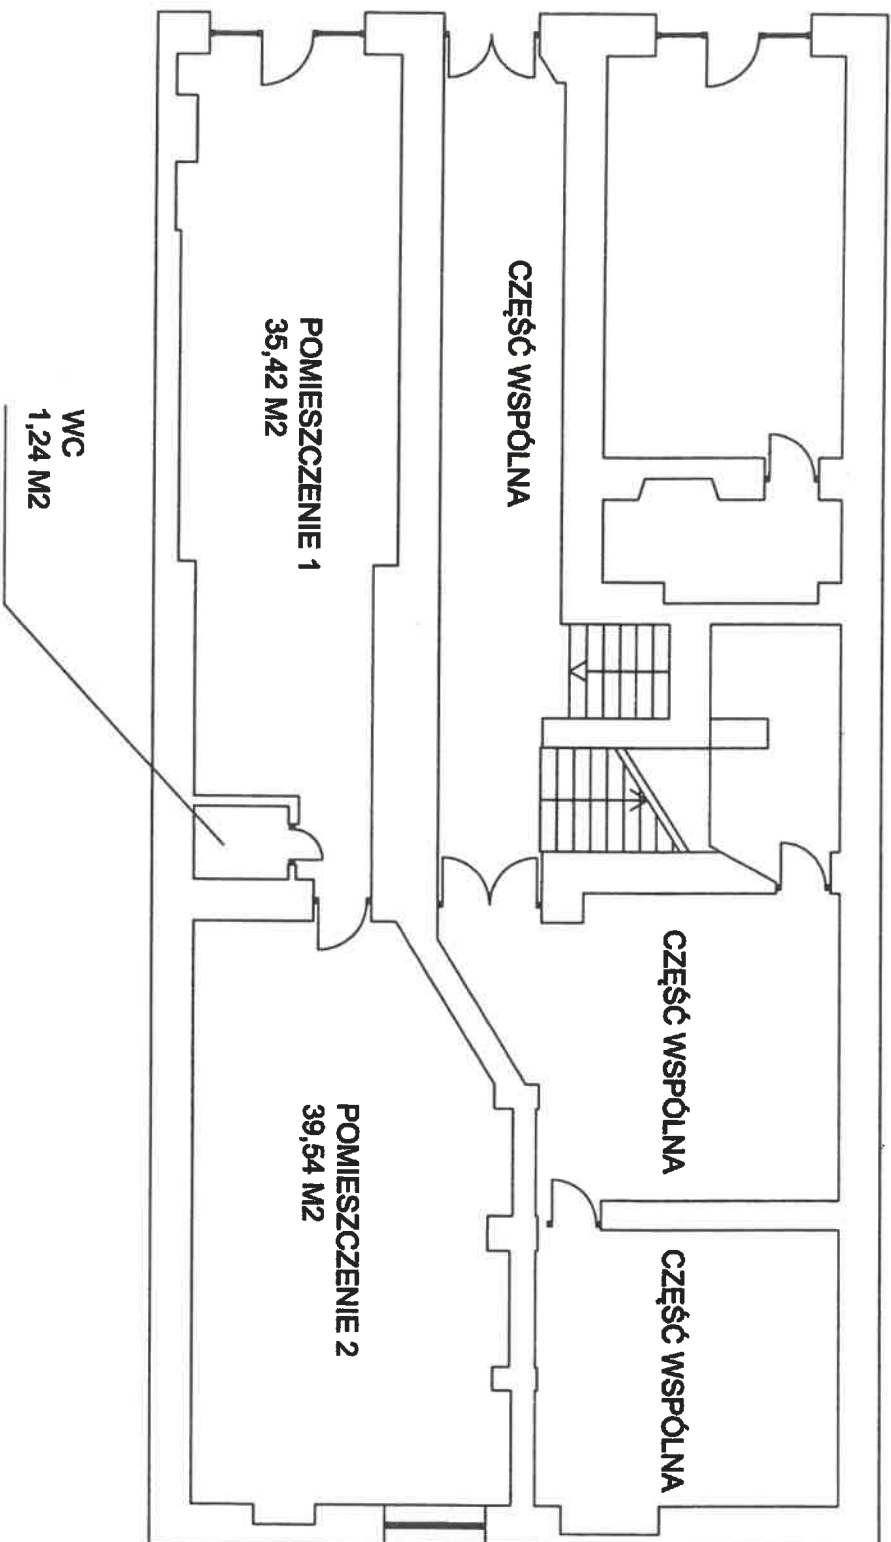 CZĘŚĆ WSPÓLNA
POMIESZCZENIE 1
35,42 M2
WC
1,24 M2
CZĘŚĆ WSPÓLNA
CZĘŚĆ WSPÓLNA
POMIESZCZENIE 2
39,54 M2